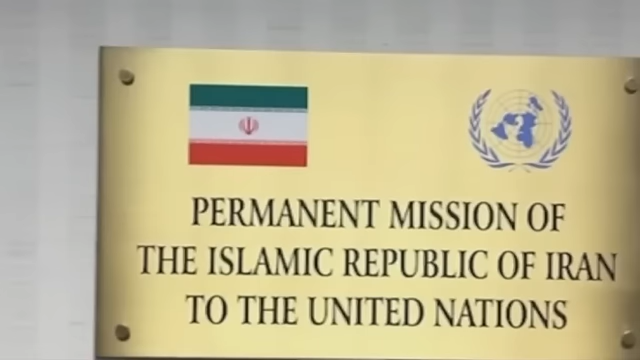 PERMANENT MISSION OF
THE ISLAMIC REPUBLIC OF IRAN
TO THE UNITED NATIONS